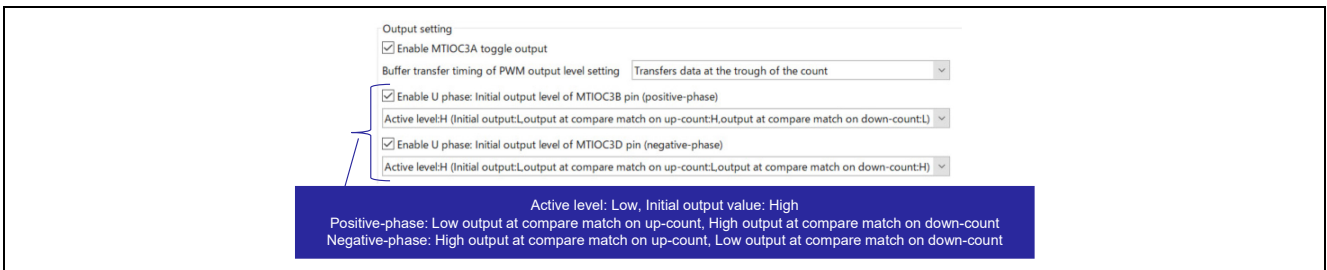 Output setting
Enable MTIOC3A toggle output
Buffer transfer timing of PWM output level setting Transfers data at the trough of the count
Enable U phase: Initial output level of MTIOC3B pin (positive-phase)
Active level:H (Initial output:L,output at compare match on up-count:H,output at compare match on down-count:L)
Enable U phase: Initial output level of MTIOC3D pin (negative-phase)
Active level:H (Initial output:L,output at compare match on up-count:L,output at compare match on down-count:H)
Active level: Low, Initial output value: High
Positive-phase: Low output at compare match on up-count, High output at compare match on down-count
Negative-phase: High output at compare match on up-count, Low output at compare match on down-count